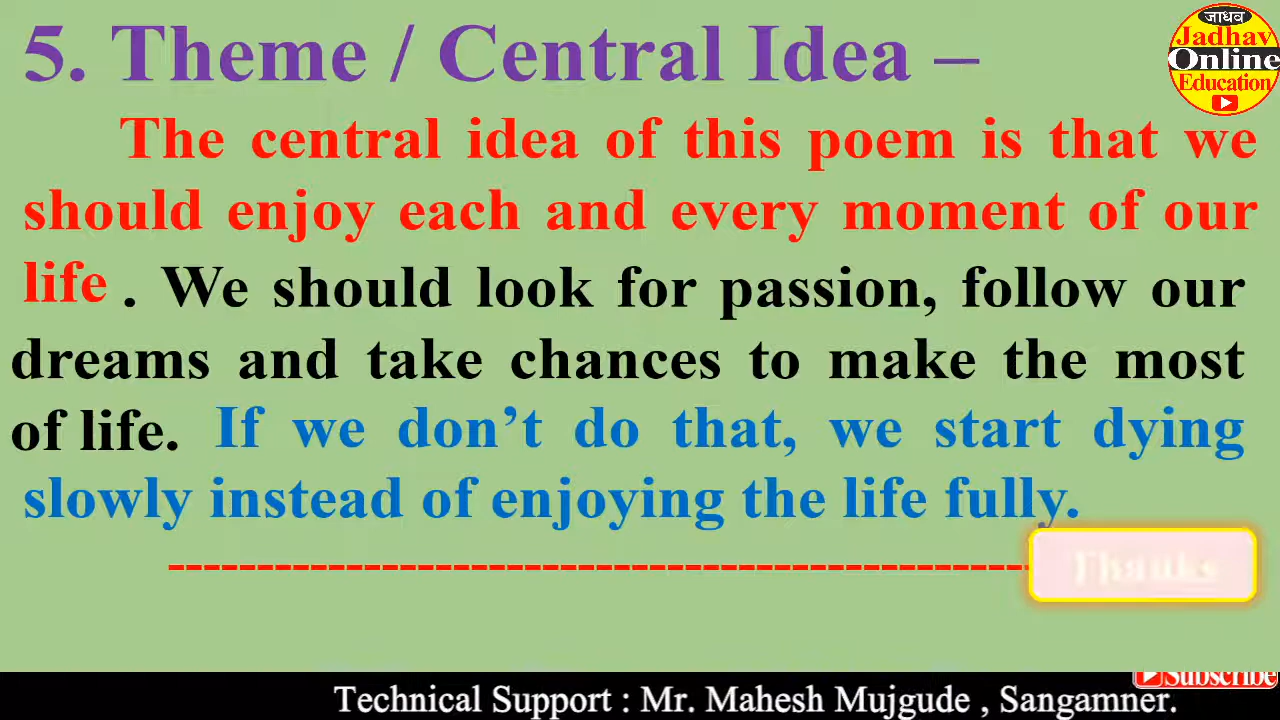 5. Theme / Central Idea –
जाधव
Jadhav
Online
Education
The central idea of this poem is that we
should enjoy each and every moment of our
life . We should look for passion, follow our
dreams and take chances to make the most
of life. If we don’t do that, we start dying
slowly instead of enjoying the life fully.
Thanks
Subscribe
Technical Support : Mr. Mahesh Mujgude , Sangamner.